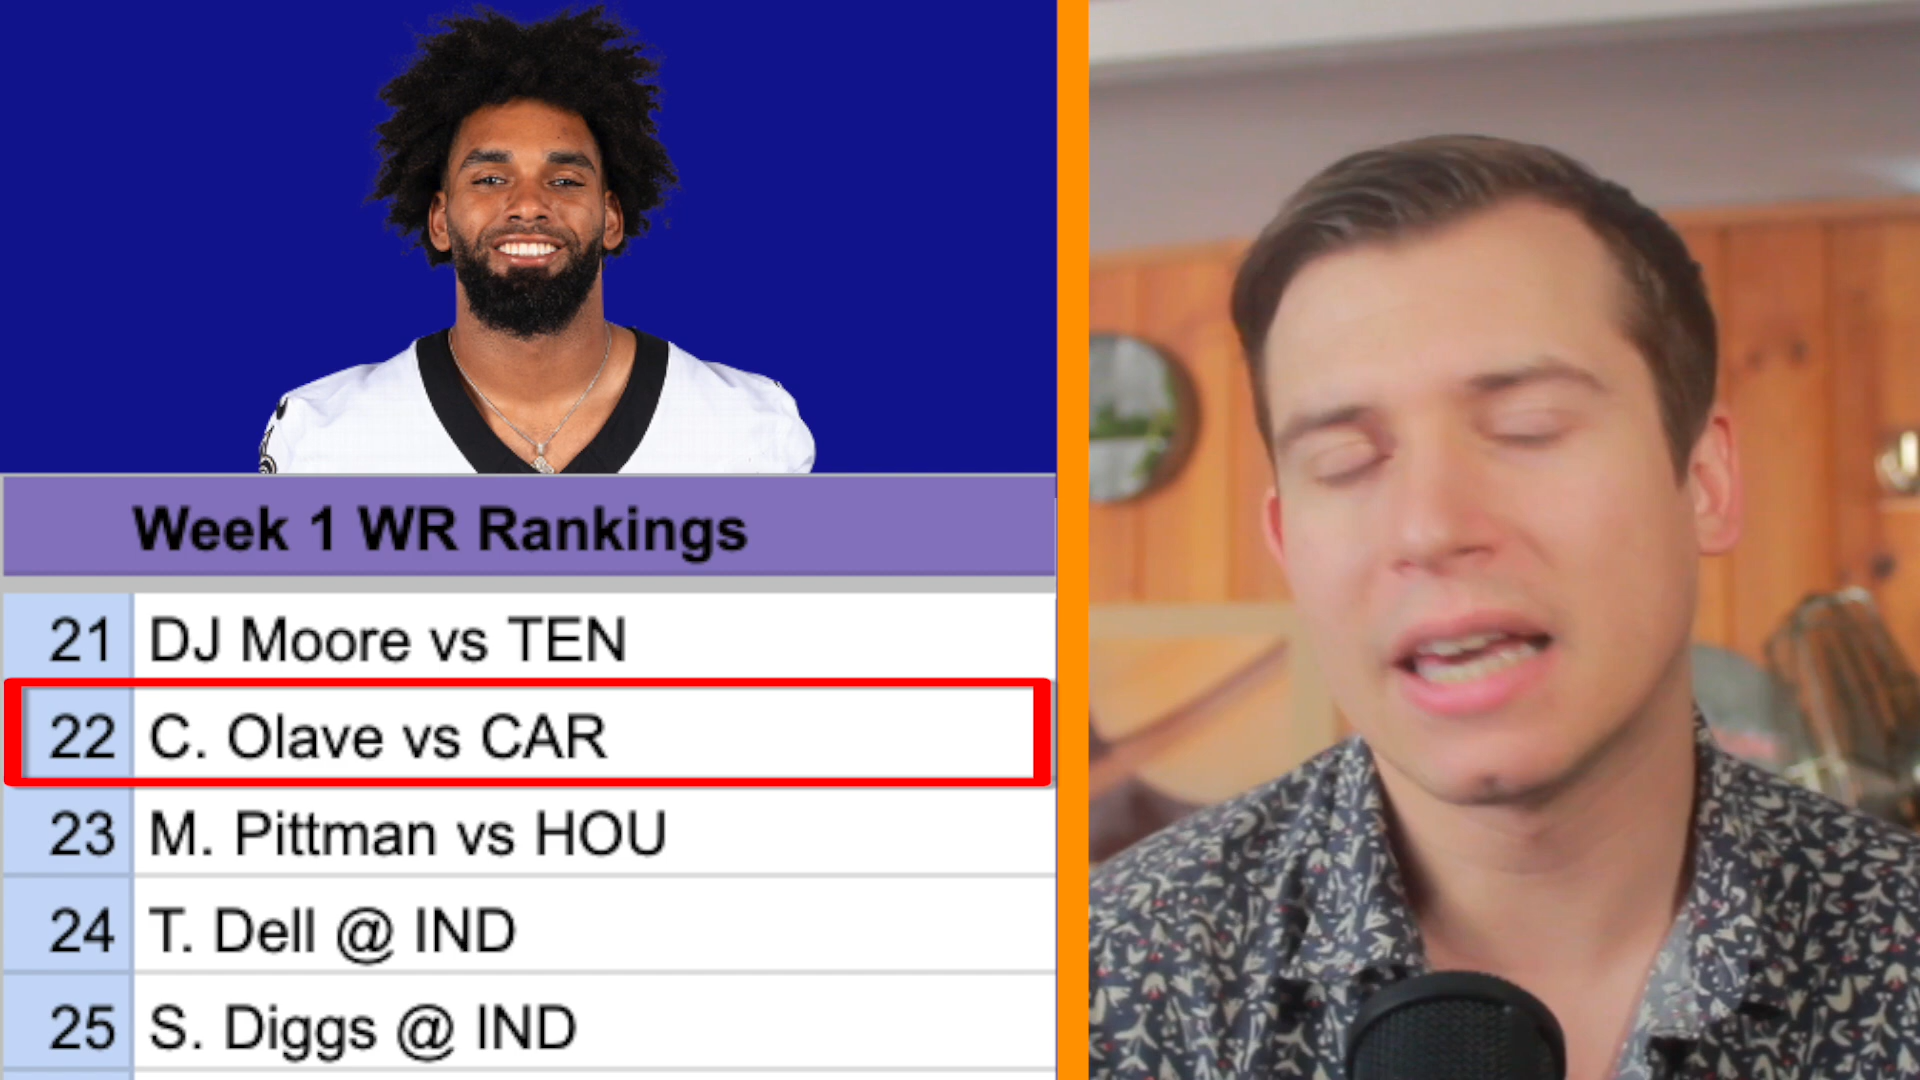 Week 1 WR Rankings
21 DJ Moore vs TEN
22 C. Olave vs CAR
23 M. Pittman vs HOU
24 T. Dell @ IND
25 S. Diggs @ IND